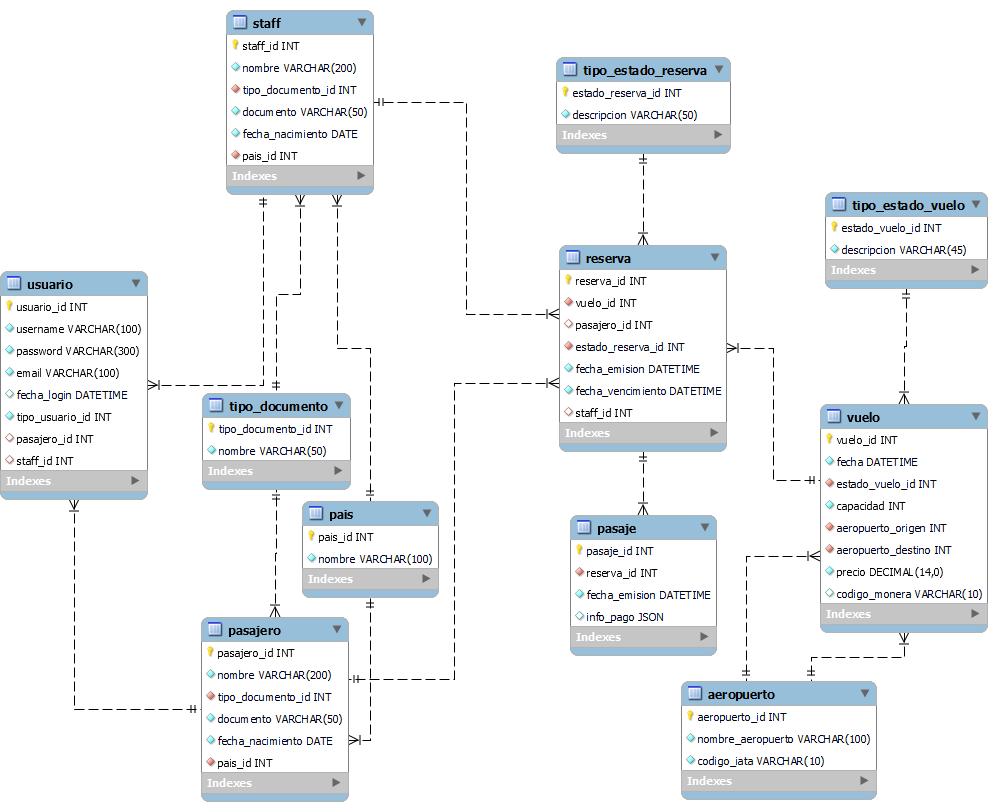 staff
staff_id INT
nombre VARCHAR(200)
tipo_documento_id INT
documento VARCHAR(50)
fecha_nacimiento DATE
pais_id INT
Indexes
tipo_estado_reserva
estado_reserva_id INT
descripcion VARCHAR(50)
Indexes
tipo_estado_vuelo
estado_vuelo_id INT
descripcion VARCHAR(45)
Indexes
usuario
usuario_id INT
username VARCHAR(100)
password VARCHAR(300)
email VARCHAR(100)
fecha_login DATETIME
tipo_usuario_id INT
pasajero_id INT
staff_id INT
Indexes
reserva
reserva_id INT
vuelo_id INT
pasajero_id INT
estado_reserva_id INT
fecha_emision DATETIME
fecha_vencimiento DATETIME
staff_id INT
Indexes
tipo_documento
tipo_documento_id INT
nombre VARCHAR(50)
Indexes
vuelo
vuelo_id INT
fecha DATETIME
estado_vuelo_id INT
capacidad INT
aeropuerto_origen INT
aeropuerto_destino INT
precio DECIMAL(14,0)
codigo_monera VARCHAR(10)
Indexes
pais
pais_id INT
nombre VARCHAR(100)
Indexes
pasaje
pasaje_id INT
reserva_id INT
fecha_emision DATETIME
info_pago JSON
Indexes
pasajero
pasajero_id INT
nombre VARCHAR(200)
tipo_documento_id INT
documento VARCHAR(50)
fecha_nacimiento DATE
pais_id INT
Indexes
aeropuerto
aeropuerto_id INT
nombre_aeropuerto VARCHAR(100)
codigo_iata VARCHAR(10)
Indexes